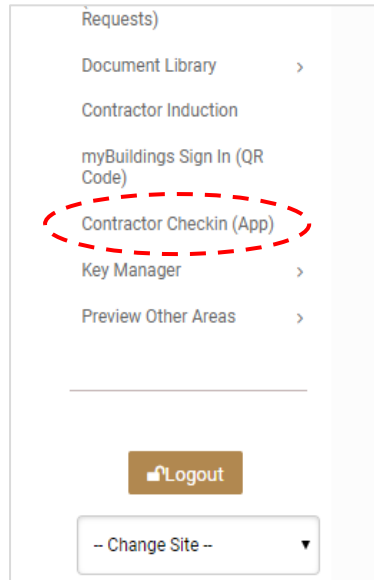 Requests)
Document Library
Contractor Induction
myBuildings Sign In (QR
Code)
Contractor Checkin (App)
Key Manager
Preview Other Areas
Logout
-- Change Site --